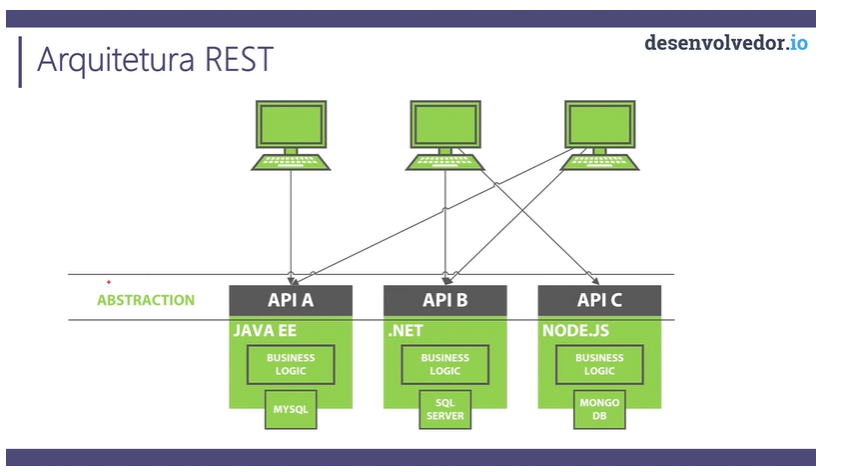 desenvolvedor.io
Arquitetura REST
ABSTRACTION
API A
API B
API C
JAVA EE
.NET
NODE.JS
BUSINESS
LOGIC
BUSINESS
LOGIC
BUSINESS
LOGIC
MYSQL
SQL
SERVER
MONGO
DB